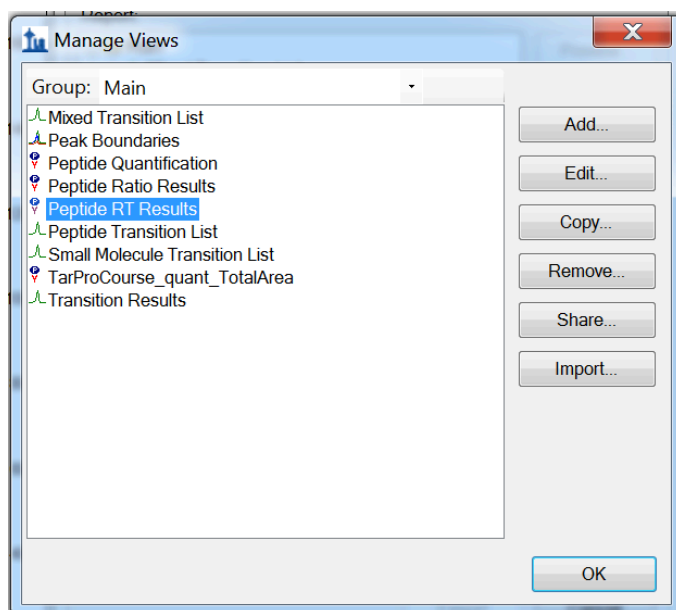 Report:
Manage Views
Group: Main
Mixed Transition List
Peak Boundaries
Peptide Quantification
Peptide Ratio Results
Peptide RT Results
Peptide Transition List
Small Molecule Transition List
TarProCourse_quant_TotalArea
Transition Results
Add...
Edit...
Copy...
Remove...
Share...
Import...
OK